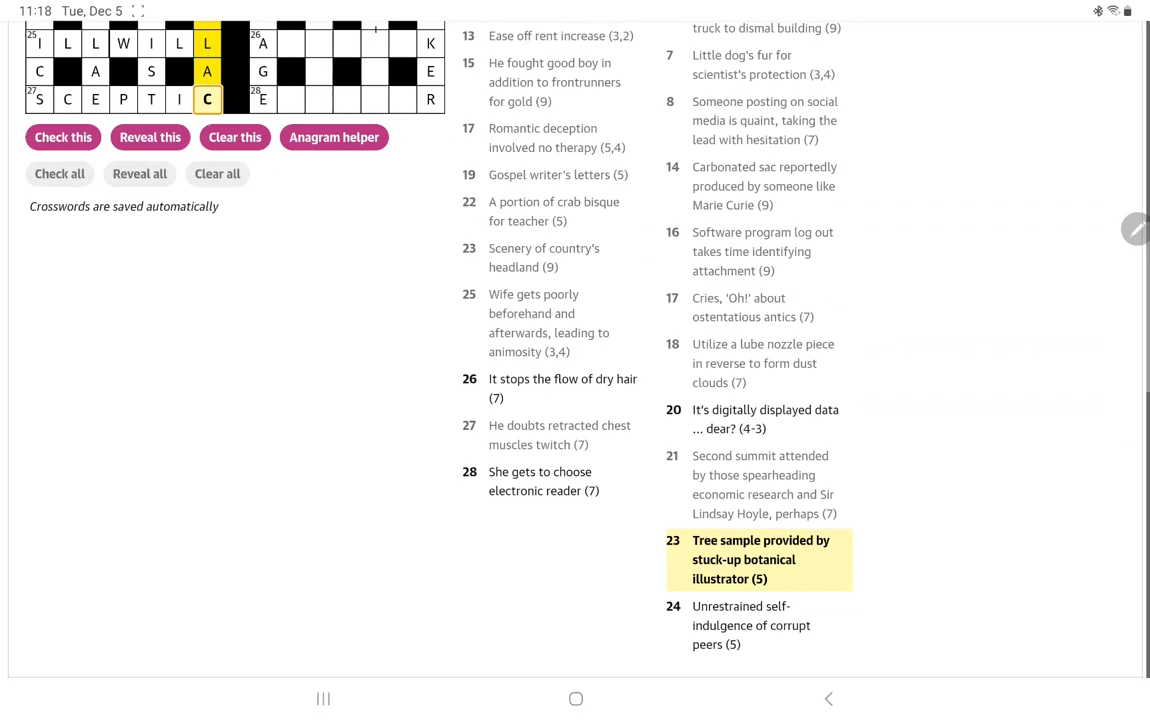 11:18 Tue, Dec 5
25 I L L W I L L 26 A K
C A S A G E
27 S C E P T I C 28 E R
Check this Reveal this Clear this Anagram helper
Check all Reveal all Clear all
Crosswords are saved automatically
13 Ease off rent increase (3,2)
15 He fought good boy in
addition to frontrunners
for gold (9)
17 Romantic deception
involved no therapy (5,4)
19 Gospel writer's letters (5)
22 A portion of crab bisque
for teacher (5)
23 Scenery of country's
headland (9)
25 Wife gets poorly
beforehand and
afterwards, leading to
animosity (3,4)
26 It stops the flow of dry hair
(7)
27 He doubts retracted chest
muscles twitch (7)
28 She gets to choose
electronic reader (7)
truck to dismal building (9)
7 Little dog's fur for
scientist's protection (3,4)
8 Someone posting on social
media is quaint, taking the
lead with hesitation (7)
14 Carbonated sac reportedly
produced by someone like
Marie Curie (9)
16 Software program log out
takes time identifying
attachment (9)
17 Cries, 'Oh!' about
ostentatious antics (7)
18 Utilize a lube nozzle piece
in reverse to form dust
clouds (7)
20 It's digitally displayed data
... dear? (4-3)
21 Second summit attended
by those spearheading
economic research and Sir
Lindsay Hoyle, perhaps (7)
23 Tree sample provided by
stuck-up botanical
illustrator (5)
24 Unrestrained self-
indulgence of corrupt
peers (5)